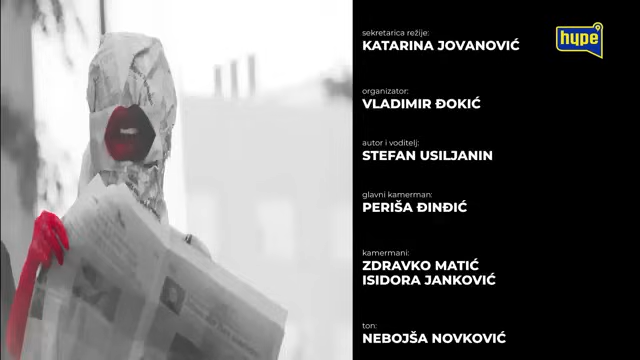 hype
sekretarica režije:
KATARINA JOVANOVIĆ
organizator:
VLADIMIR ĐOKIĆ
autor i voditelj:
STEFAN USILJANIN
glavni kamerman:
PERIŠA ĐINĐIĆ
kamermani:
ZDRAVKO MATIĆ
ISIDORA JANKOVIĆ
ton:
NEBOJŠA NOVKOVIĆ